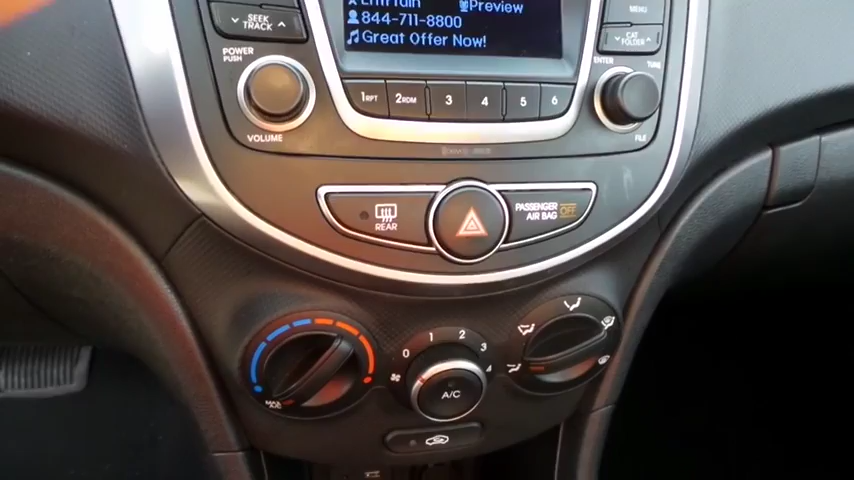 Preview
844-711-8800
Great Offer Now!
SEEK
TRACK
MENU
CAT
FOLDER
POWER
PUSH
ENTER
TUNE
1RPT
2RDM
3
4
5
6
VOLUME
FILE
REAR
PASSENGER
AIR BAG
OFF
0
1
2
3
4
MAX
A/C
A/C